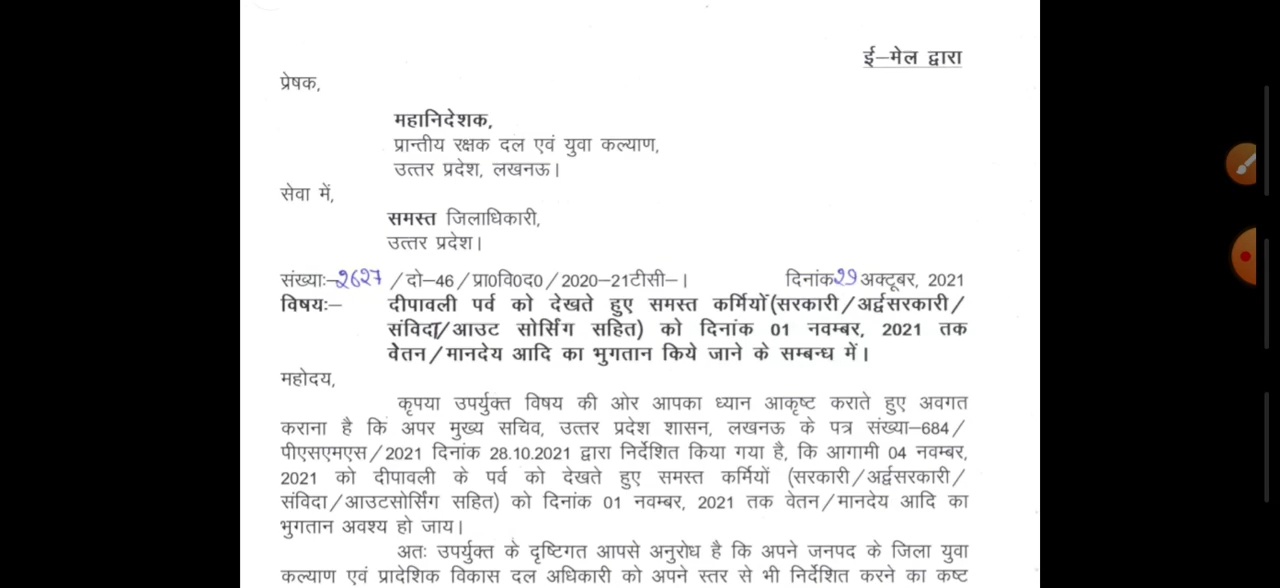 ई–मेल द्वारा
प्रेषक,
महानिदेशक,
प्रान्तीय रक्षक दल एवं युवा कल्याण,
उत्तर प्रदेश, लखनऊ।
सेवा में,
समस्त जिलाधिकारी,
उत्तर प्रदेश।
संख्याः–2627 /दो–46/प्रा0वि0द0/2020–21टीसी–। दिनांक29 अक्टूबर, 2021
विषयः– दीपावली पर्व को देखते हुए समस्त कर्मियों(सरकारी/अर्द्वसरकारी/
संविदा/आउट सोर्सिंग सहित) को दिनांक 01 नवम्बर, 2021 तक
वेतन/मानदेय आदि का भुगतान किये जाने के सम्बन्ध में।
महोदय,
कृपया उपर्युक्त विषय की ओर आपका ध्यान आकृष्ट कराते हुए अवगत
कराना है कि अपर मुख्य सचिव, उत्तर प्रदेश शासन, लखनऊ के पत्र संख्या–684/
पीएसएमएस/2021 दिनांक 28.10.2021 द्वारा निर्देशित किया गया है, कि आगामी 04 नवम्बर,
2021 को दीपावली के पर्व को देखते हुए समस्त कर्मियों (सरकारी/अर्द्वसरकारी/
संविदा/आउटसोर्सिंग सहित) को दिनांक 01 नवम्बर, 2021 तक वेतन/मानदेय आदि का
भुगतान अवश्य हो जाय।
अतः उपर्युक्त के दृष्टिगत आपसे अनुरोध है कि अपने जनपद के जिला युवा
कल्याण एवं प्रादेशिक विकास दल अधिकारी को अपने स्तर से भी निर्देशित करने का कष्ट